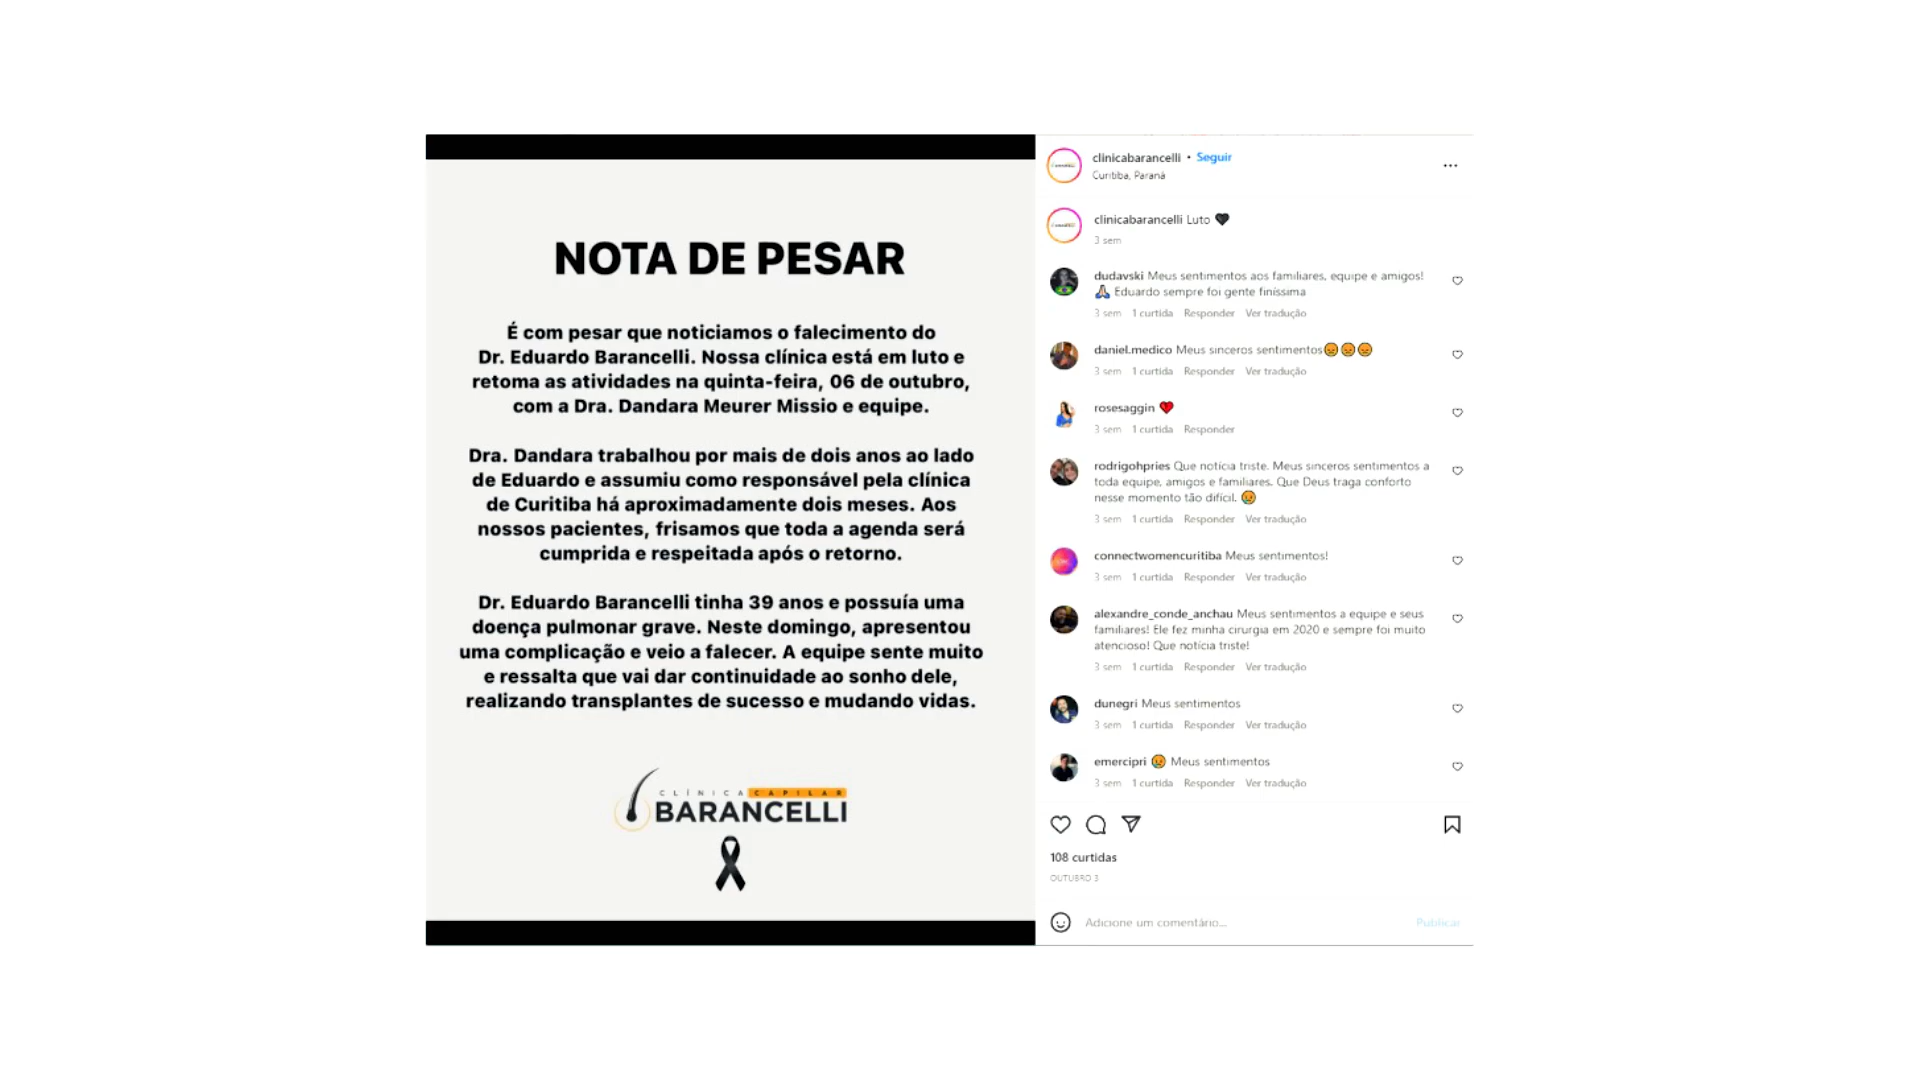 NOTA DE PESAR
É com pesar que noticiamos o falecimento do
Dr. Eduardo Barancelli. Nossa clínica está em luto e
retoma as atividades na quinta-feira, 06 de outubro,
com a Dra. Dandara Meurer Missio e equipe.
Dra. Dandara trabalhou por mais de dois anos ao lado
de Eduardo e assumiu como responsável pela clínica
de Curitiba há aproximadamente dois meses. Aos
nossos pacientes, frisamos que toda a agenda será
cumprida e respeitada após o retorno.
Dr. Eduardo Barancelli tinha 39 anos e possuía uma
doença pulmonar grave. Neste domingo, apresentou
uma complicação e veio a falecer. A equipe sente muito
e ressalta que vai dar continuidade ao sonho dele,
realizando transplantes de sucesso e mudando vidas.
CLÍNICA CAPILAR
BARANCELLI
clinicabarancelli • Seguir
Curitiba, Paraná
clinicabarancelli Luto 🖤
3 sem
dudavski Meus sentimentos aos familiares, equipe e amigos!
🙏🏻 Eduardo sempre foi gente finíssima
3 sem 1 curtida Responder Ver tradução
daniel.medico Meus sinceros sentimentos😞😞😞
3 sem 1 curtida Responder Ver tradução
rosesaggin ❤️
3 sem 1 curtida Responder
rodrigohpries Que notícia triste. Meus sinceros sentimentos a
toda equipe, amigos e familiares. Que Deus traga conforto
nesse momento tão difícil. 😢
3 sem 1 curtida Responder Ver tradução
connectwomencuritiba Meus sentimentos!
3 sem 1 curtida Responder Ver tradução
alexandre_conde_anchau Meus sentimentos a equipe e seus
familiares! Ele fez minha cirurgia em 2020 e sempre foi muito
atencioso! Que notícia triste!
3 sem 1 curtida Responder Ver tradução
dunegri Meus sentimentos
3 sem 1 curtida Responder Ver tradução
emercipri 😢 Meus sentimentos
3 sem 1 curtida Responder Ver tradução
108 curtidas
OUTUBRO 3
Adicione um comentário...
Publicar